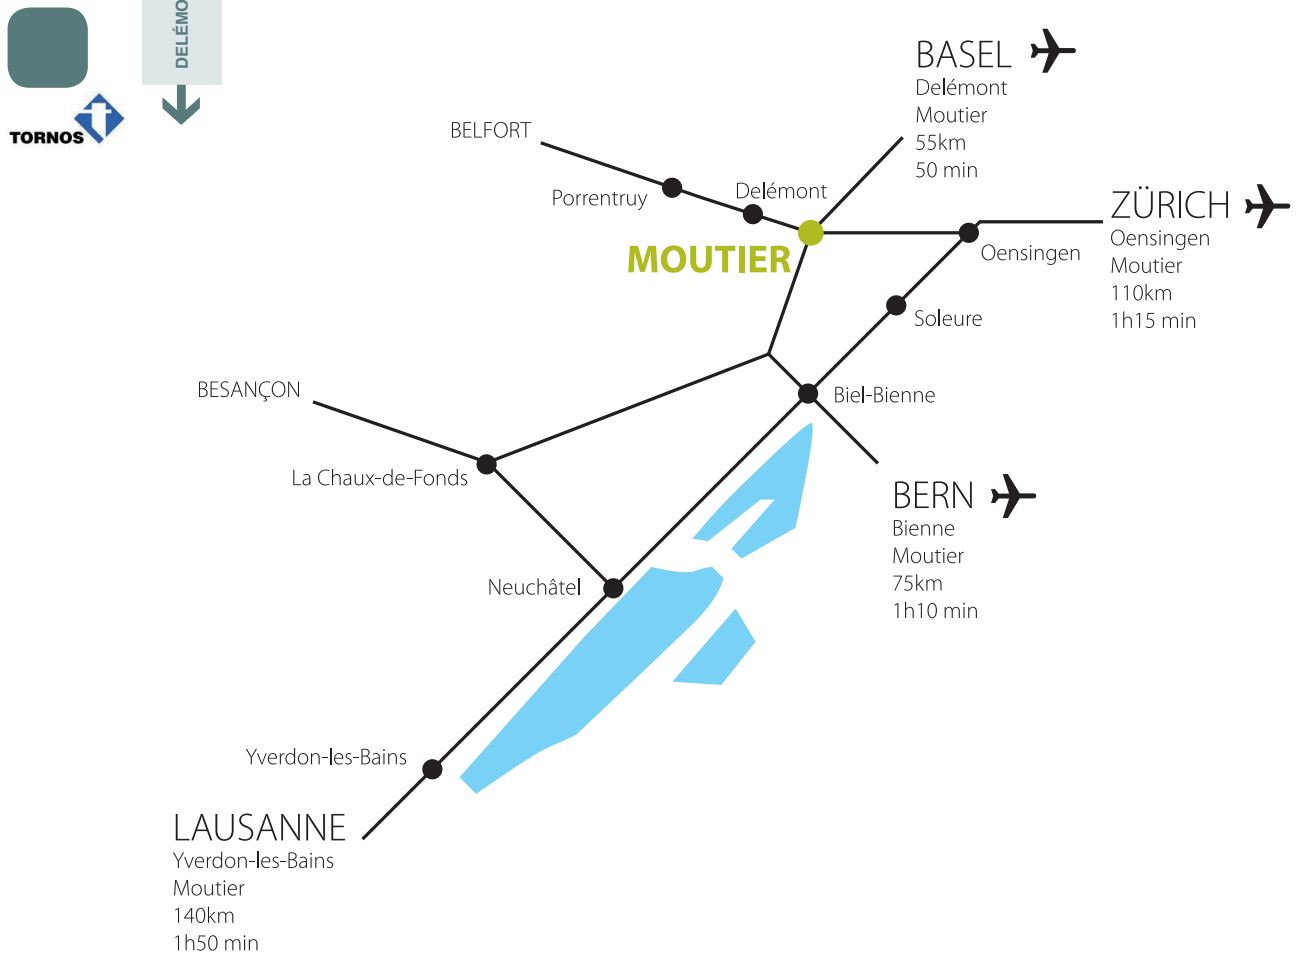 TORNOS
BELFORT
Porrentruy
Delémont
MOUTIER
BASEL
Delémont
Moutier
55km
50 min
ZÜRICH
Oensingen
Moutier
110km
1h15 min
Oensingen
Soleure
Biel-Bienne
BESANÇON
La Chaux-de-Fonds
Neuchâtel
BERN
Bienne
Moutier
75km
1h10 min
Yverdon-les-Bains
LAUSANNE
Yverdon-les-Bains
Moutier
140km
1h50 min